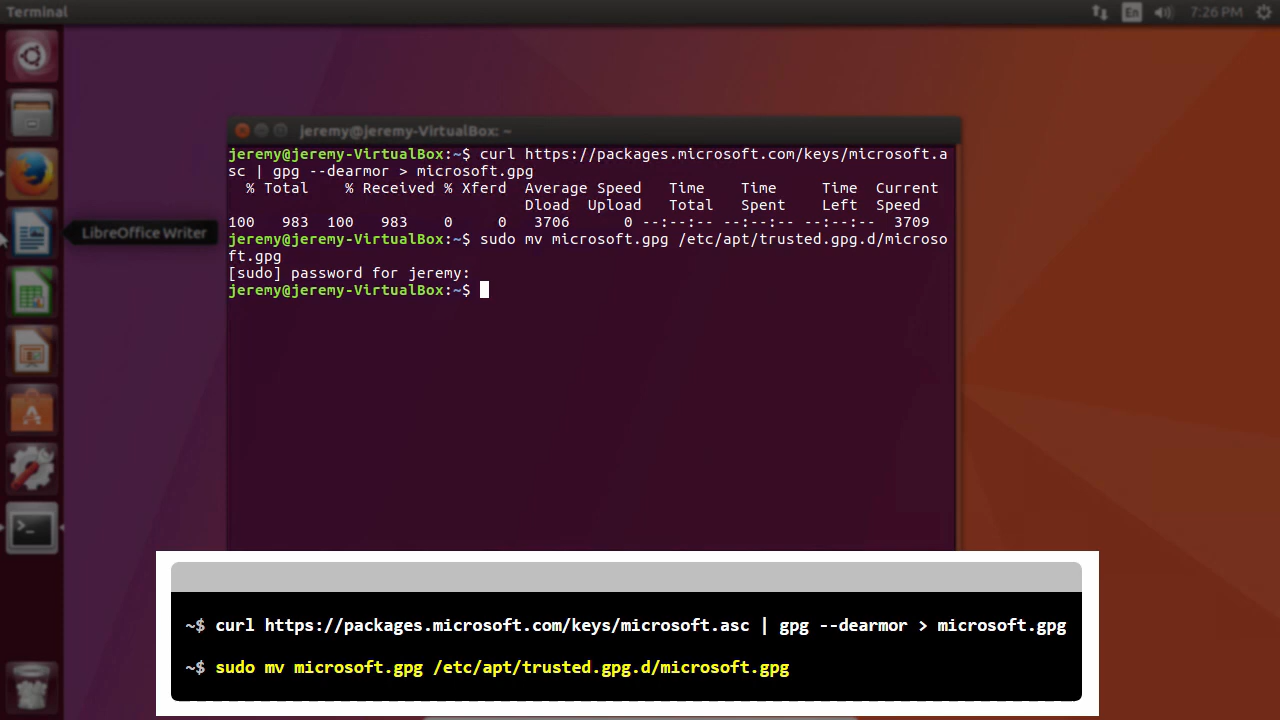 Terminal
En
7:26 PM
jeremy@jeremy-VirtualBox: ~
jeremy@jeremy-VirtualBox:~$ curl https://packages.microsoft.com/keys/microsoft.a
sc | gpg --dearmor > microsoft.gpg
% Total % Received % Xferd Average Speed Time Time Time Current
Dload Upload Total Spent Left Speed
100 983 100 983 0 0 3706 0 --:--:-- --:--:-- --:--:-- 3709
jeremy@jeremy-VirtualBox:~$ sudo mv microsoft.gpg /etc/apt/trusted.gpg.d/microso
ft.gpg
[sudo] password for jeremy:
jeremy@jeremy-VirtualBox:~$
LibreOffice Writer
~$ curl https://packages.microsoft.com/keys/microsoft.asc | gpg --dearmor > microsoft.gpg
~$ sudo mv microsoft.gpg /etc/apt/trusted.gpg.d/microsoft.gpg